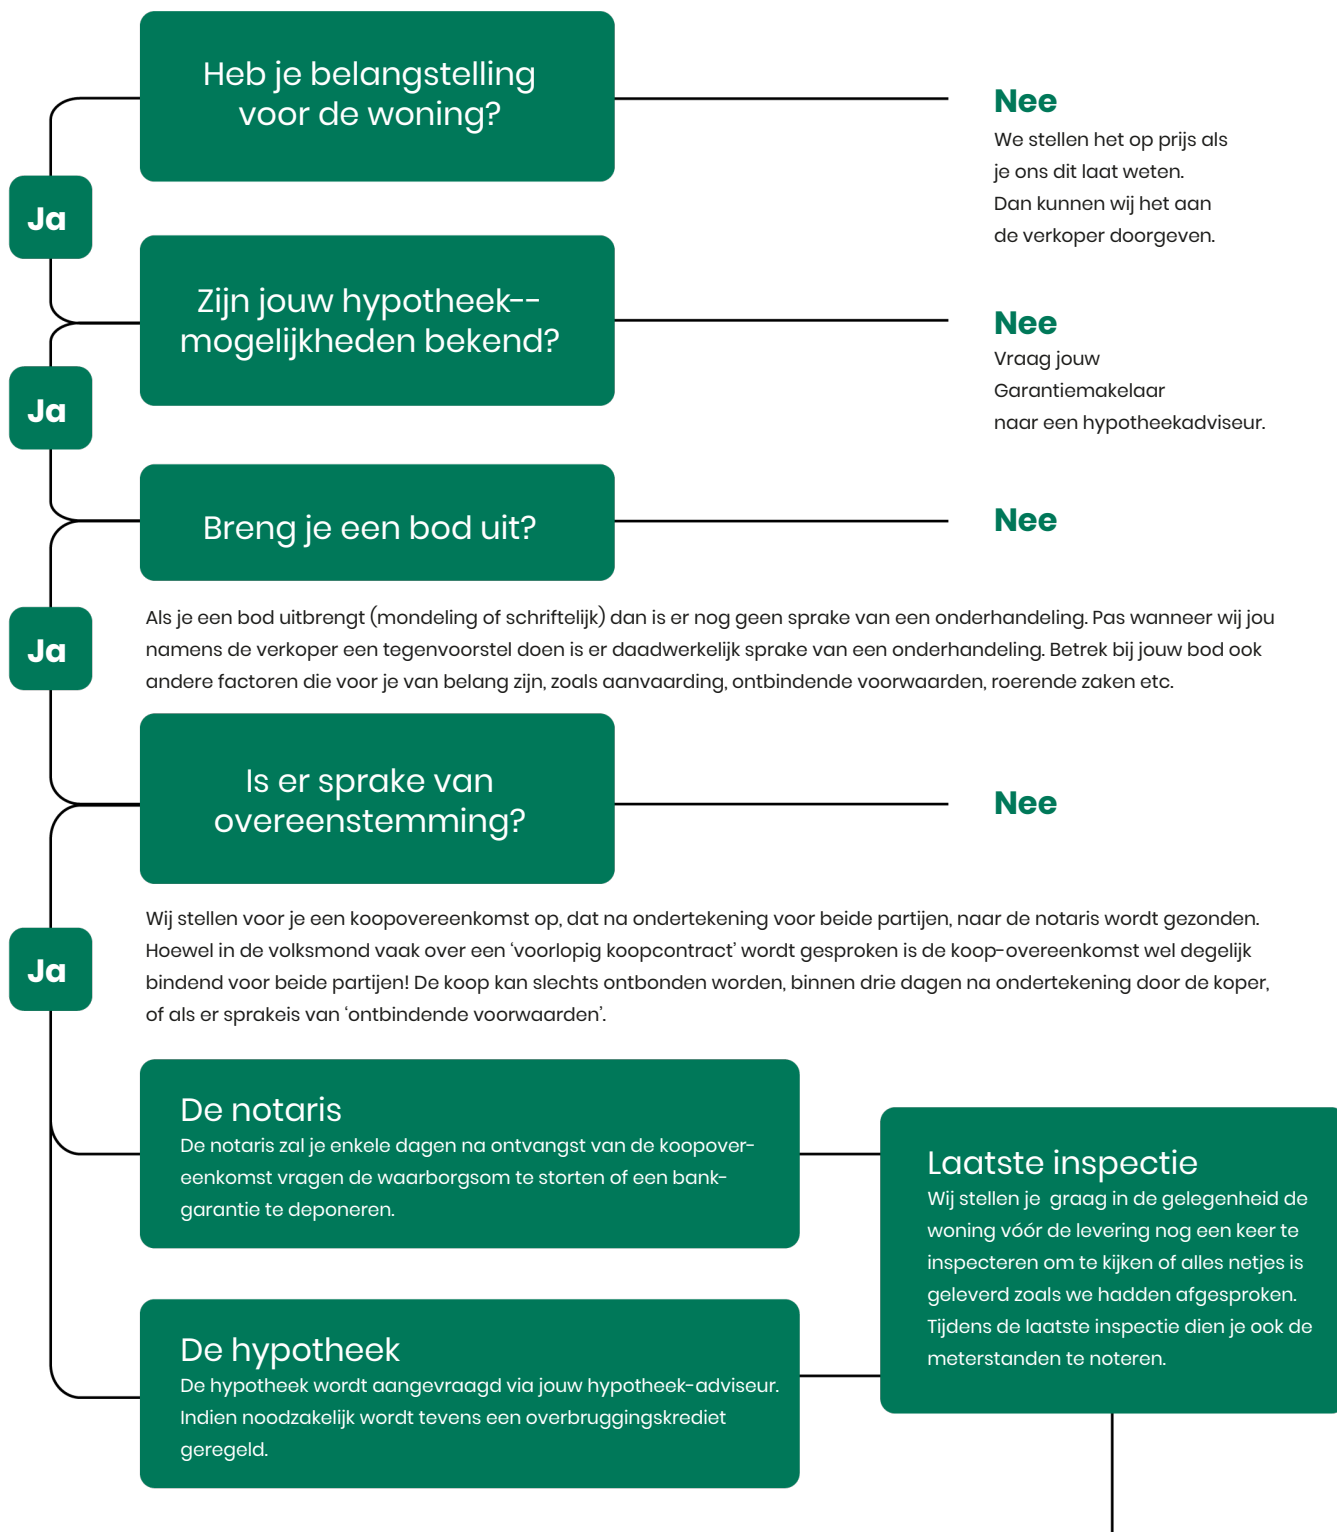 Heb je belangstelling
voor de woning?
Nee
We stellen het op prijs als
je ons dit laat weten.
Dan kunnen wij het aan
de verkoper doorgeven.
Ja
Zijn jouw hypotheek--
mogelijkheden bekend?
Nee
Vraag jouw
Garantiemakelaar
naar een hypotheekadviseur.
Ja
Breng je een bod uit?
Nee
Als je een bod uitbrengt (mondeling of schriftelijk) dan is er nog geen sprake van een onderhandeling. Pas wanneer wij jou
namens de verkoper een tegenvoorstel doen is er daadwerkelijk sprake van een onderhandeling. Betrek bij jouw bod ook
andere factoren die voor je van belang zijn, zoals aanvaarding, ontbindende voorwaarden, roerende zaken etc.
Ja
Is er sprake van
overeenstemming?
Nee
Wij stellen voor je een koopovereenkomst op, dat na ondertekening voor beide partijen, naar de notaris wordt gezonden.
Hoewel in de volksmond vaak over een ‘voorlopig koopcontract’ wordt gesproken is de koop-overeenkomst wel degelijk
bindend voor beide partijen! De koop kan slechts ontbonden worden, binnen drie dagen na ondertekening door de koper,
of als er sprakeis van ‘ontbindende voorwaarden’.
Ja
De notaris
De notaris zal je enkele dagen na ontvangst van de koopover-
eenkomst vragen de waarborgsom te storten of een bank-
garantie te deponeren.
Laatste inspectie
Wij stellen je graag in de gelegenheid de
woning vóór de levering nog een keer te
inspecteren om te kijken of alles netjes is
geleverd zoals we hadden afgesproken.
Tijdens de laatste inspectie dien je ook de
meterstanden te noteren.
De hypotheek
De hypotheek wordt aangevraagd via jouw hypotheek-adviseur.
Indien noodzakelijk wordt tevens een overbruggingskrediet
geregeld.